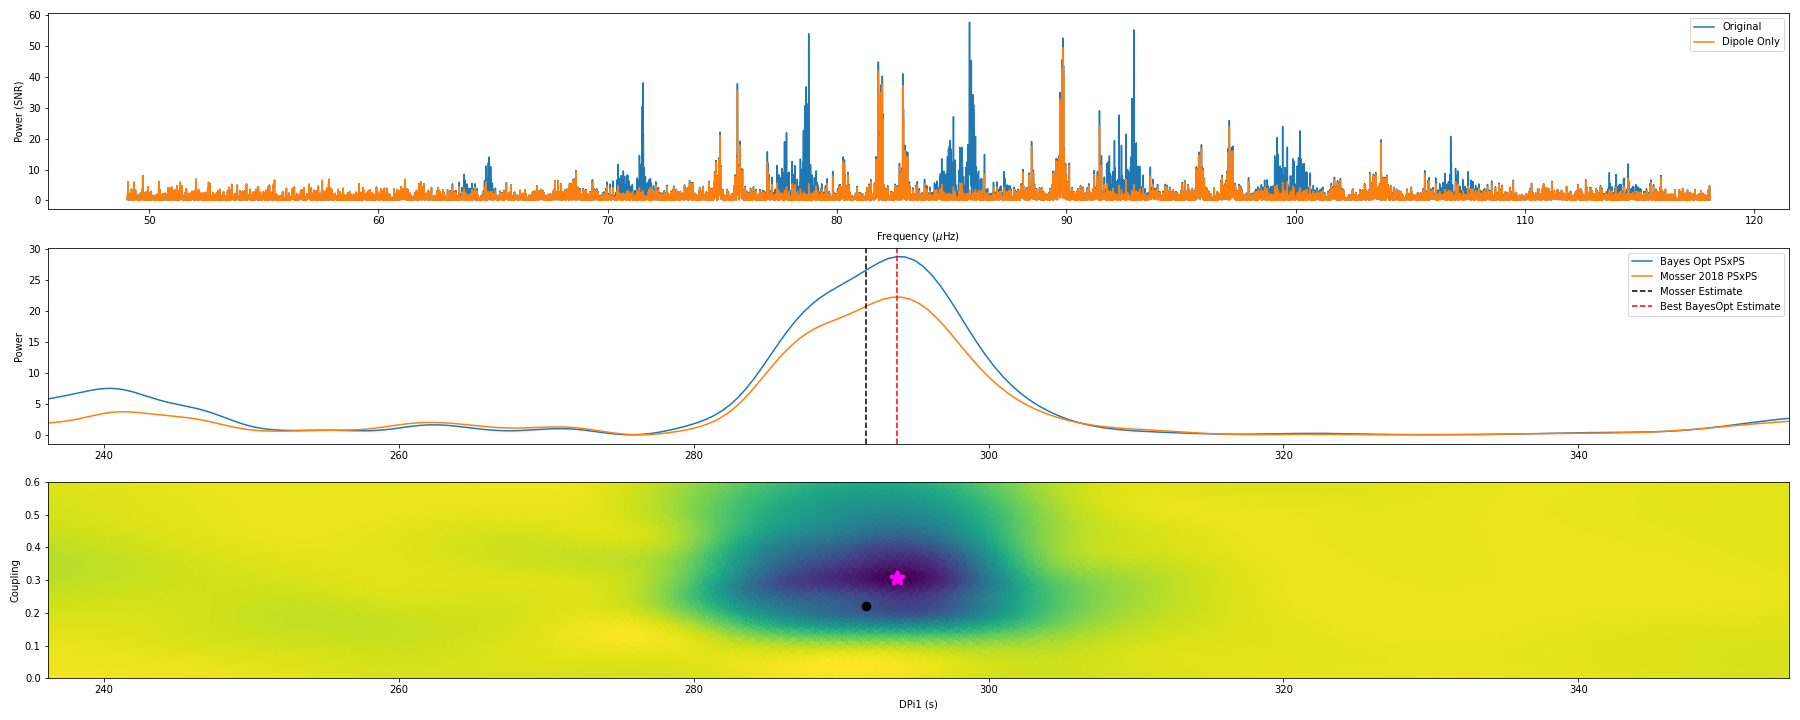 60
50
40
30
20
10
0
Power (SNR)
Original
Dipole Only
50 60 70 80 90 100 110 120
Frequency (μHz)
30
25
20
15
10
5
0
Power
Bayes Opt PSxPS
Mosser 2018 PSxPS
Mosser Estimate
Best BayesOpt Estimate
240 260 280 300 320 340
0.6
0.5
0.4
0.3
0.2
0.1
0.0
Coupling
240 260 280 300 320 340
DPi1 (s)